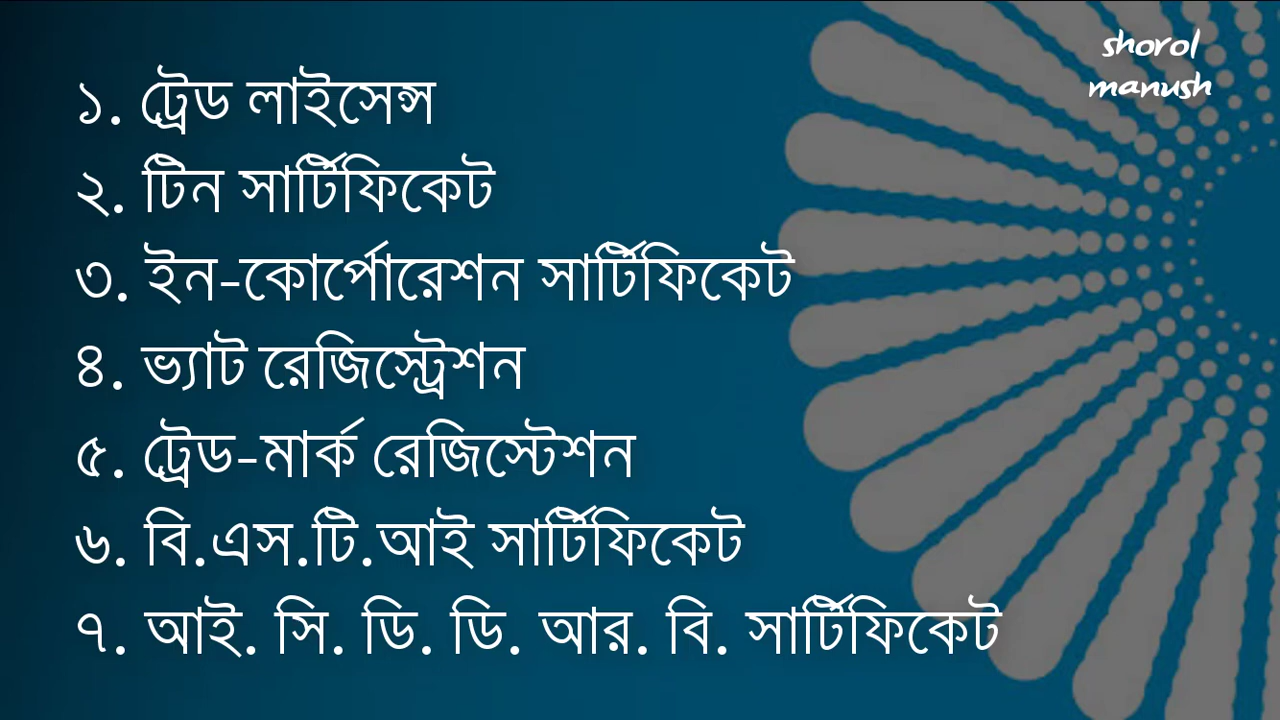 shorol
manush
১. ট্রেড লাইসেন্স
২. টিন সার্টিফিকেট
৩. ইন-কোর্পোরেশন সার্টিফিকেট
৪. ভ্যাট রেজিস্ট্রেশন
৫. ট্রেড-মার্ক রেজিস্টেশন
৬. বি.এস.টি.আই সার্টিফিকেট
৭. আই. সি. ডি. ডি. আর. বি. সার্টিফিকেট